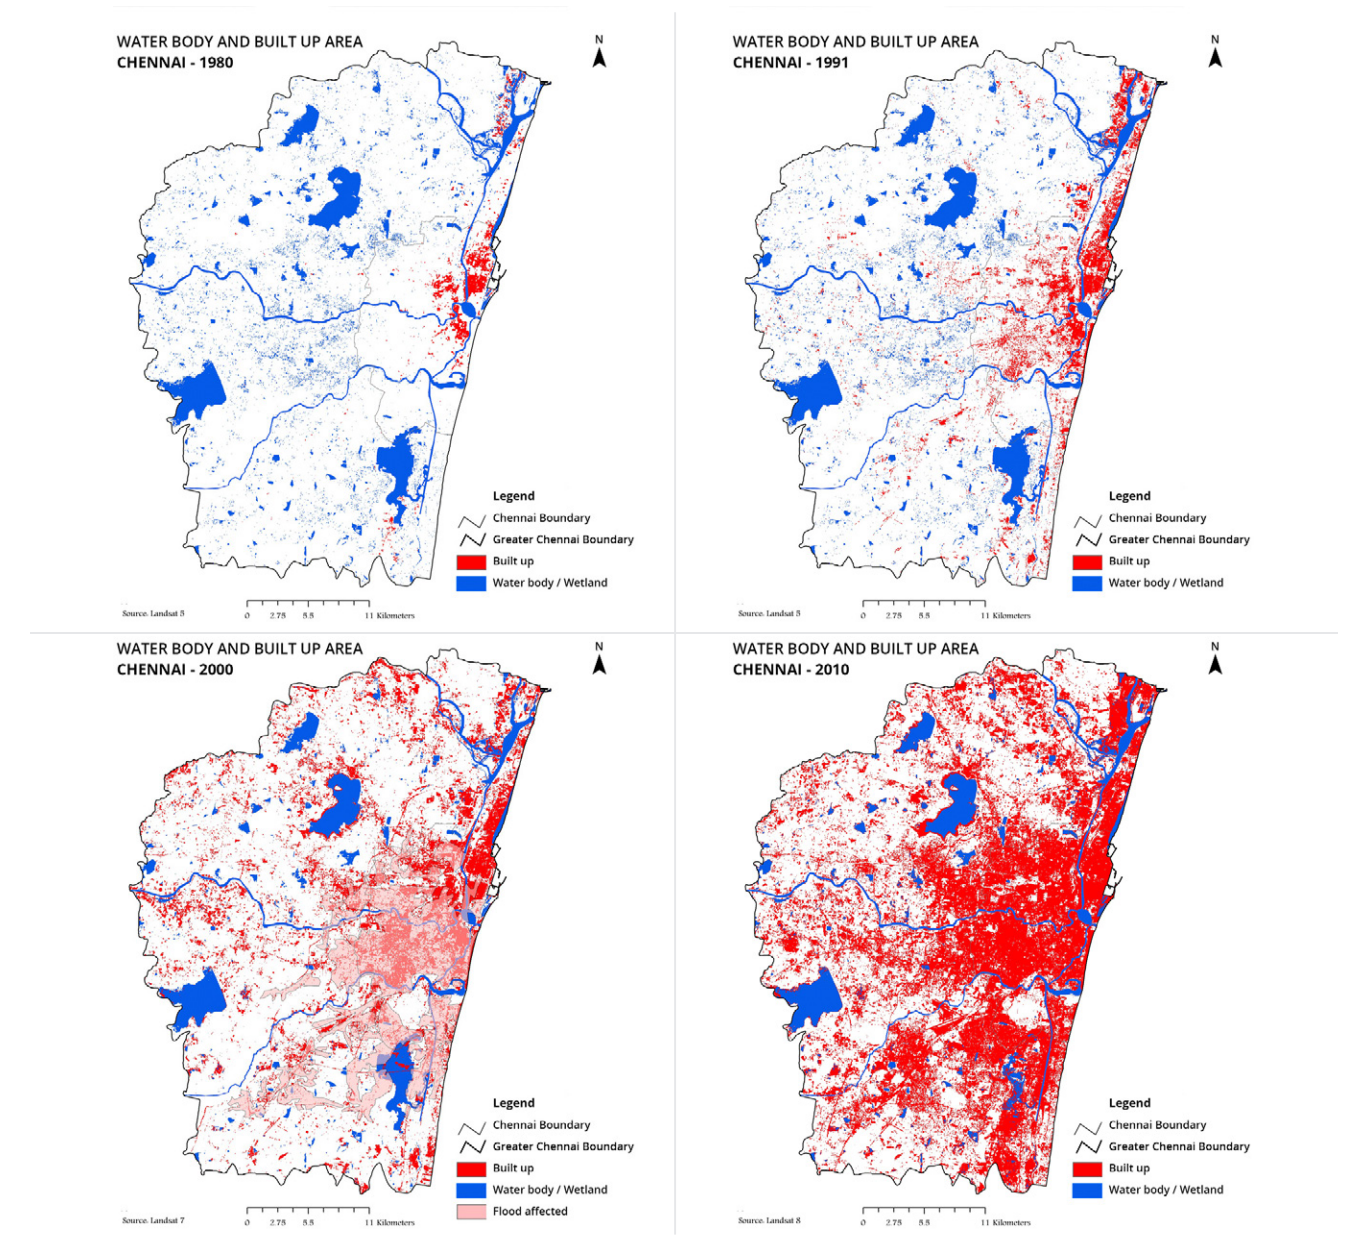 WATER BODY AND BUILT UP AREA
CHENNAI - 1980
N
Legend
Chennai Boundary
Greater Chennai Boundary
Built up
Water body / Wetland
Source: Landsat 5
0 2.75 5.5 11 Kilometers
WATER BODY AND BUILT UP AREA
CHENNAI - 1991
N
Legend
Chennai Boundary
Greater Chennai Boundary
Built up
Water body / Wetland
Source: Landsat 5
0 2.75 5.5 11 Kilometers
WATER BODY AND BUILT UP AREA
CHENNAI - 2000
N
Legend
Chennai Boundary
Greater Chennai Boundary
Built up
Water body / Wetland
Flood affected
Source: Landsat 7
0 2.75 5.5 11 Kilometers
WATER BODY AND BUILT UP AREA
CHENNAI - 2010
N
Legend
Chennai Boundary
Greater Chennai Boundary
Built up
Water body / Wetland
Source: Landsat 8
0 2.75 5.5 11 Kilometers